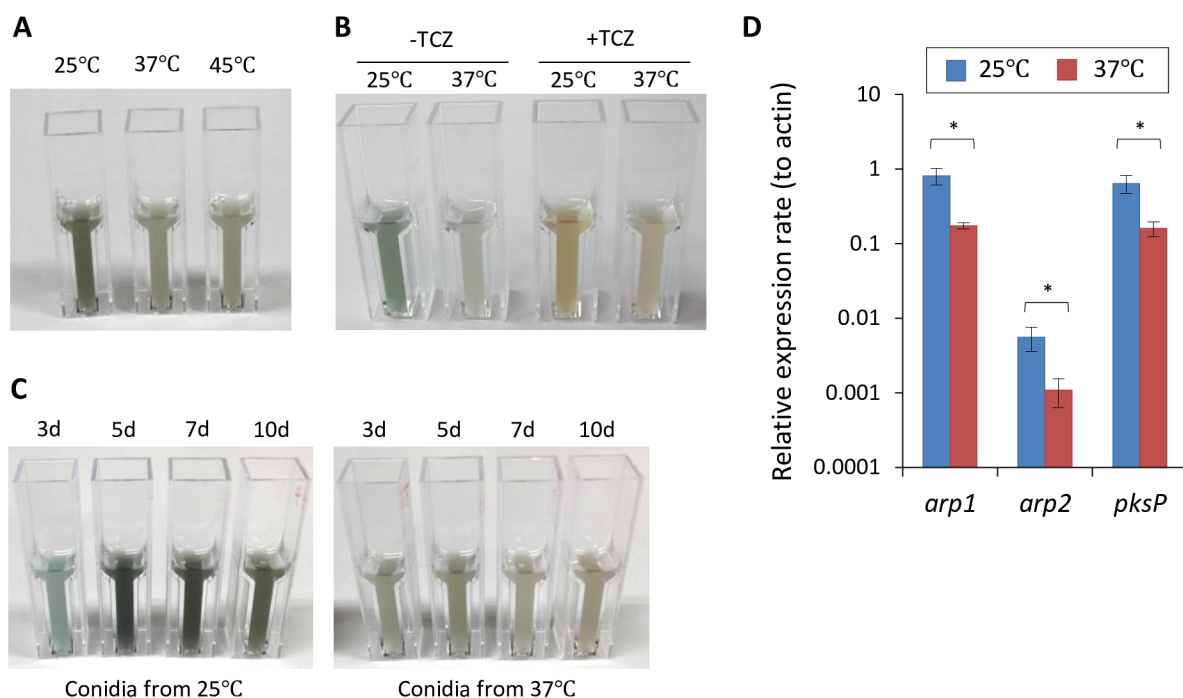 A
25℃ 37℃ 45℃
B
-TCZ +TCZ
25℃ 37℃ 25℃ 37℃
C
3d 5d 7d 10d
3d 5d 7d 10d
Conidia from 25℃
Conidia from 37℃
D
25℃ 37℃
Relative expression rate (to actin)
10
1
0.1
0.01
0.001
0.0001
* * *
arp1 arp2 pksP